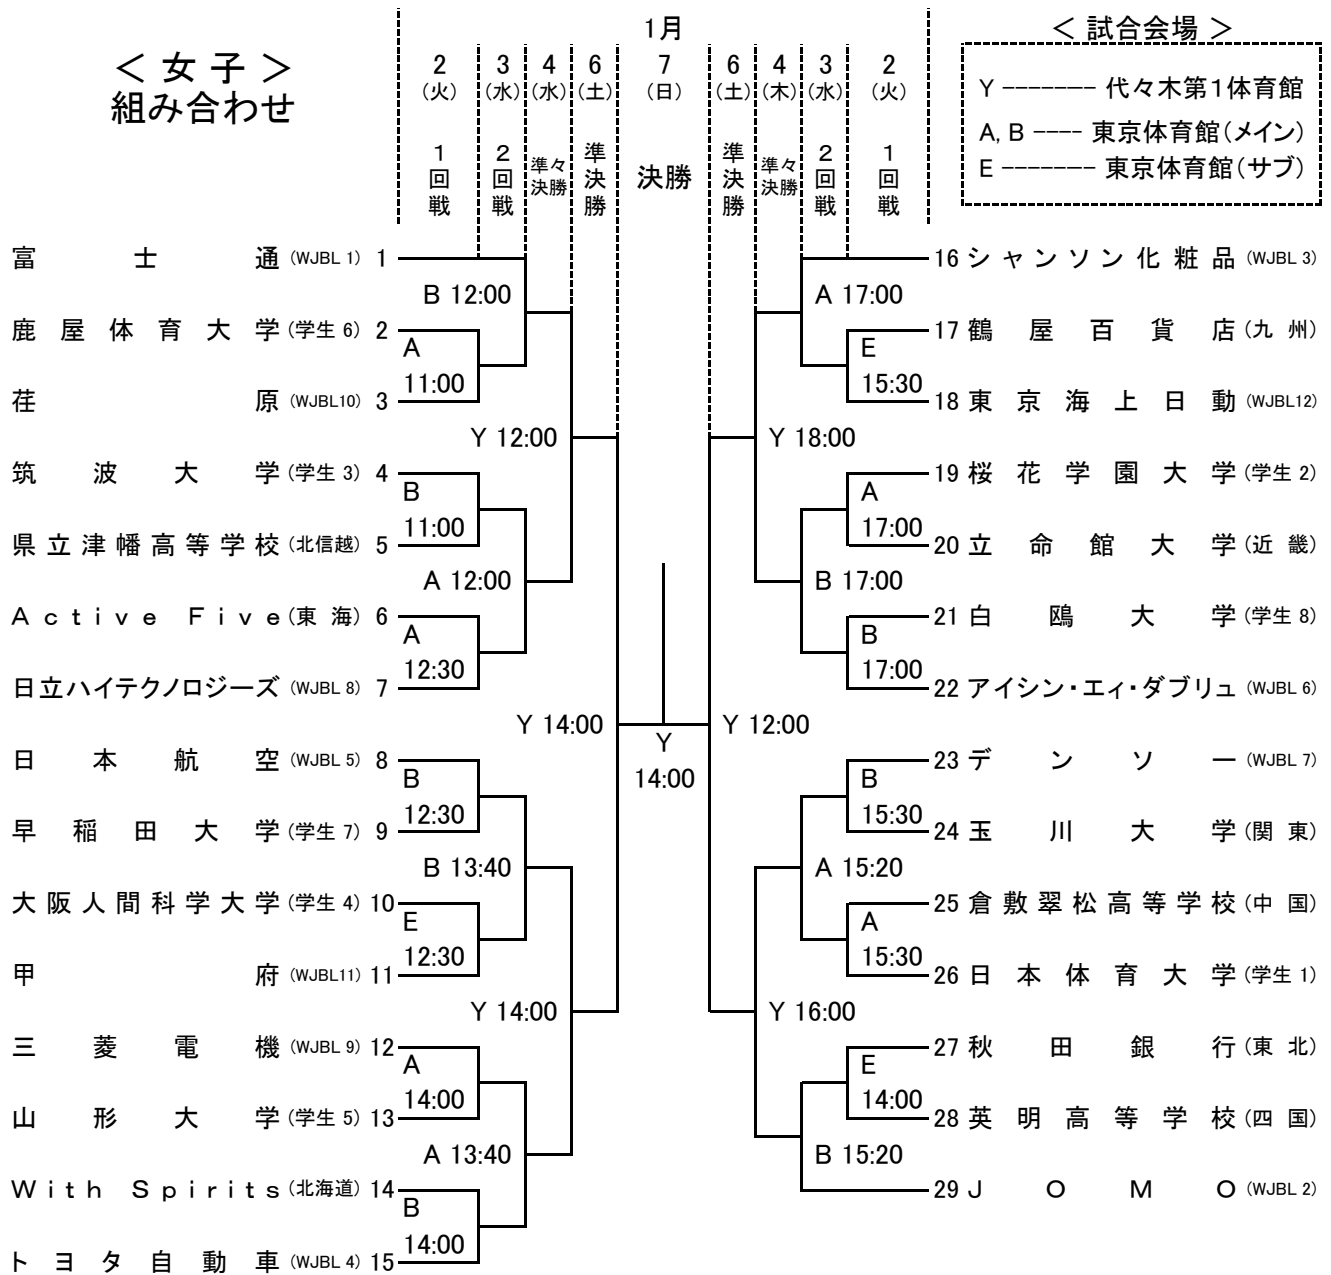 ＜ 女 子 ＞
組み合わせ
1月
2 3 4 6 7 6 4 3 2
(火) (水) (水) (土) (日) (土) (木) (水) (火)
1回戦 2回戦 準々決勝 準決勝 決勝 準決勝 準々決勝 2回戦 1回戦
＜ 試合会場 ＞
Y ------- 代々木第1体育館
A, B ---- 東京体育館(メイン)
E ------- 東京体育館(サブ)
富士通 (WJBL 1) 1
B 12:00
鹿屋体育大学 (学生 6) 2
A
11:00
荏原 (WJBL10) 3
Y 12:00
筑波大学 (学生 3) 4
B
11:00
県立津幡高等学校 (北信越) 5
A 12:00
Active Five (東 海) 6
A
12:30
日立ハイテクノロジーズ (WJBL 8) 7
Y 14:00
日本航空 (WJBL 5) 8
B
12:30
早稲田大学 (学生 7) 9
B 13:40
大阪人間科学大学 (学生 4) 10
E
12:30
甲府 (WJBL11) 11
Y 14:00
三菱電機 (WJBL 9) 12
A
14:00
山形大学 (学生 5) 13
A 13:40
With Spirits (北海道) 14
B
14:00
トヨタ自動車 (WJBL 4) 15
Y
14:00
16 シャンソン化粧品 (WJBL 3)
A 17:00
17 鶴屋百貨店 (九 州)
E
15:30
18 東京海上日動 (WJBL12)
Y 18:00
19 桜花学園大学 (学生 2)
A
17:00
20 立命館大学 (近 畿)
B 17:00
21 白鴎大学 (学生 8)
B
17:00
22 アイシン・エィ・ダブリュ (WJBL 6)
Y 12:00
23 デンソー (WJBL 7)
B
15:30
24 玉川大学 (関 東)
A 15:20
25 倉敷翠松高等学校 (中 国)
A
15:30
26 日本体育大学 (学生 1)
Y 16:00
27 秋田銀行 (東 北)
E
14:00
28 英明高等学校 (四 国)
B 15:20
29 JOMO (WJBL 2)